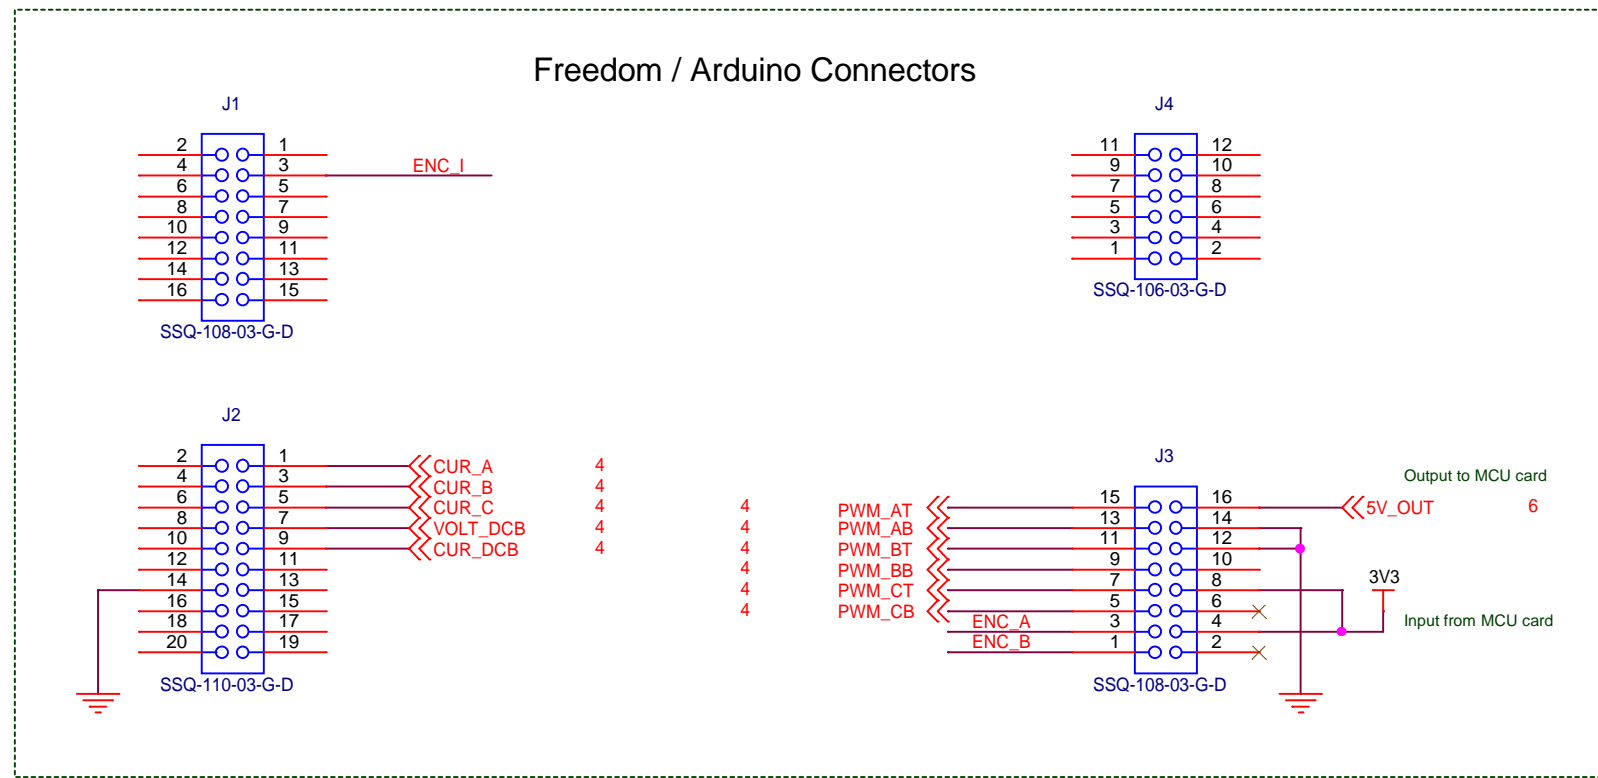 Freedom / Arduino Connectors
J1
2 1
4 3 ENC_I
6 5
8 7
10 9
12 11
14 13
16 15
SSQ-108-03-G-D
J4
11 12
9 10
7 8
5 6
3 4
1 2
SSQ-106-03-G-D
J2
2 1 CUR_A 4
4 3 CUR_B 4
6 5 CUR_C 4
8 7 VOLT_DCB 4
10 9 CUR_DCB 4
12 11
14 13
16 15
18 17
20 19
SSQ-110-03-G-D
J3
Output to MCU card
4 PWM_AT 15 16 5V_OUT 6
4 PWM_AB 13 14
4 PWM_BT 11 12
4 PWM_BB 9 10
4 PWM_CT 7 8 3V3
4 PWM_CB 5 6
Input from MCU card
ENC_A 3 4
ENC_B 1 2
SSQ-108-03-G-D